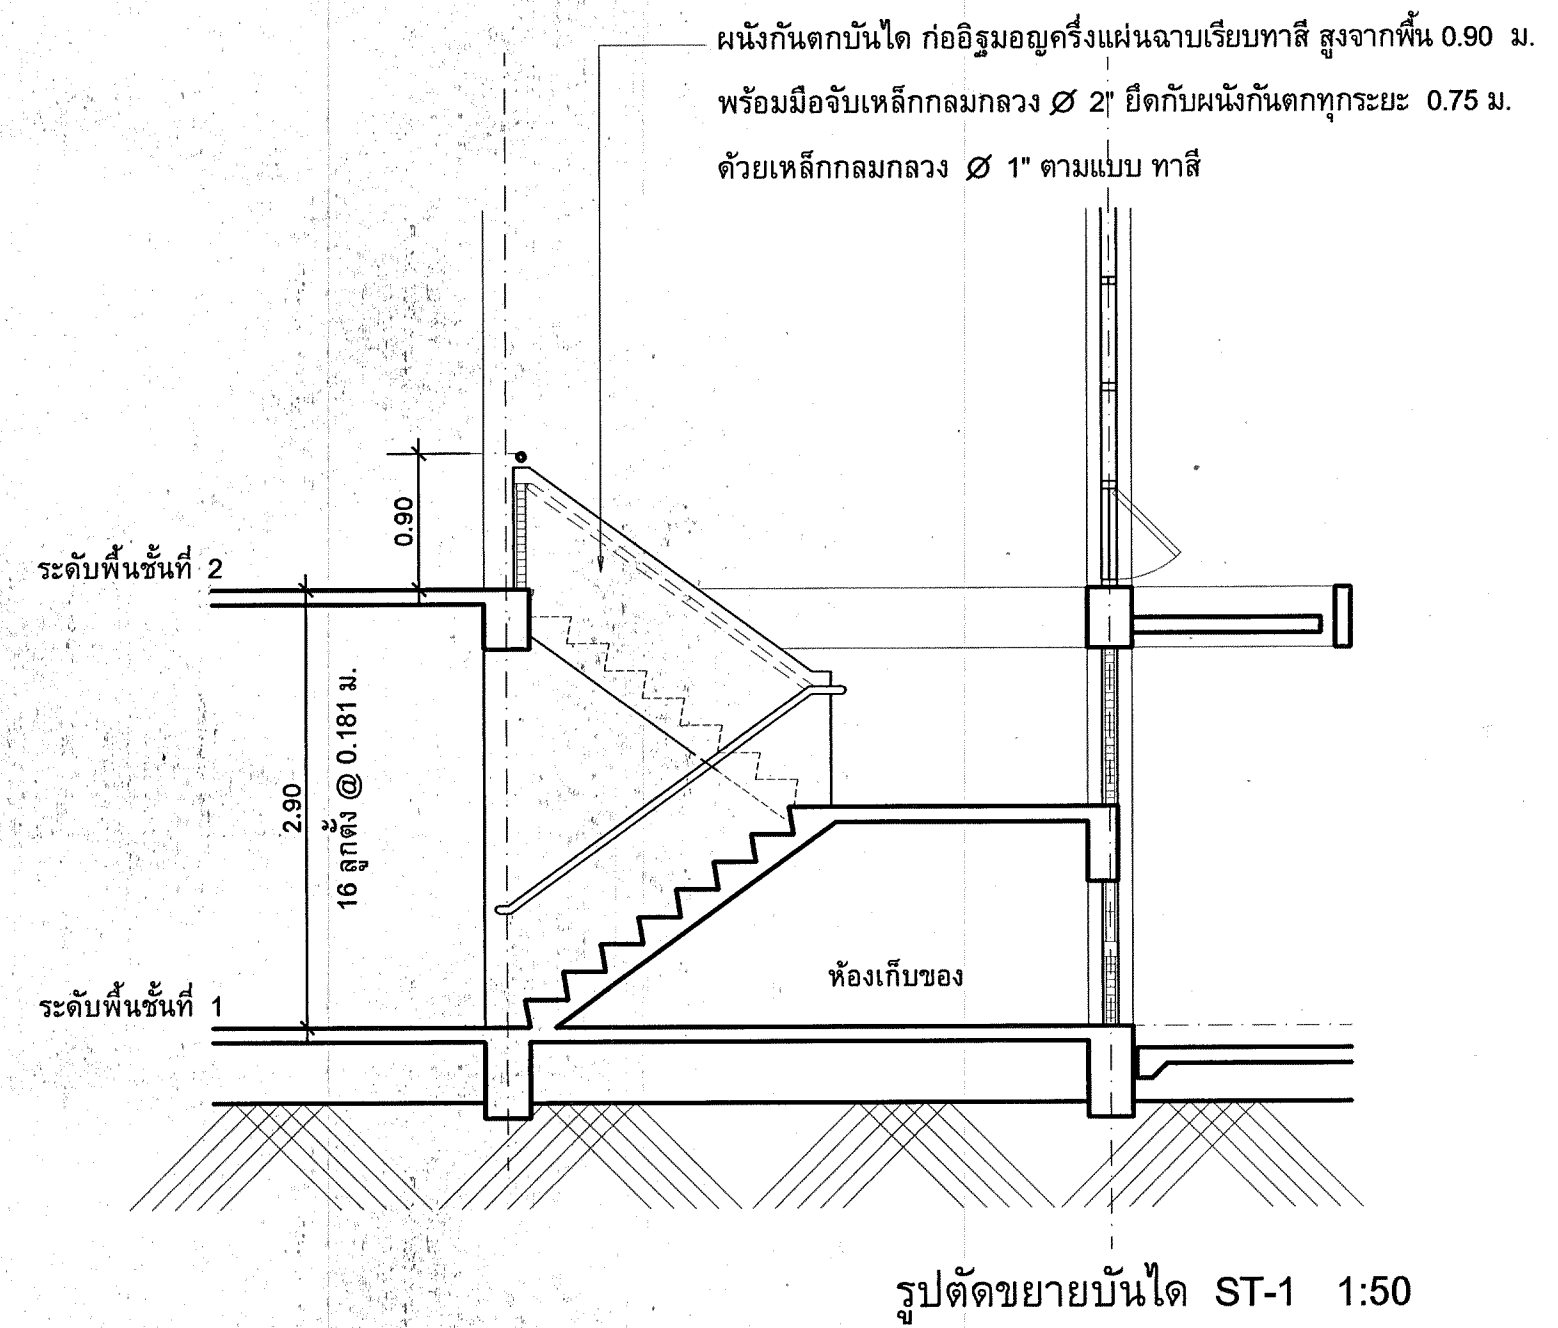 ผนังกันตกบันได ก่ออิฐมอญครึ่งแผ่นฉาบเรียบทาสี สูงจากพื้น 0.90 ม.
พร้อมมือจับเหล็กกลมกลวง Ø 2" ยึดกับผนังกันตกทุกระยะ 0.75 ม.
ด้วยเหล็กกลมกลวง Ø 1" ตามแบบ ทาสี
0.90
ระดับพื้นชั้นที่ 2
2.90
16 ลูกตั้ง @ 0.181 ม.
ห้องเก็บของ
ระดับพื้นชั้นที่ 1
รูปตัดขยายบันได ST-1 1:50